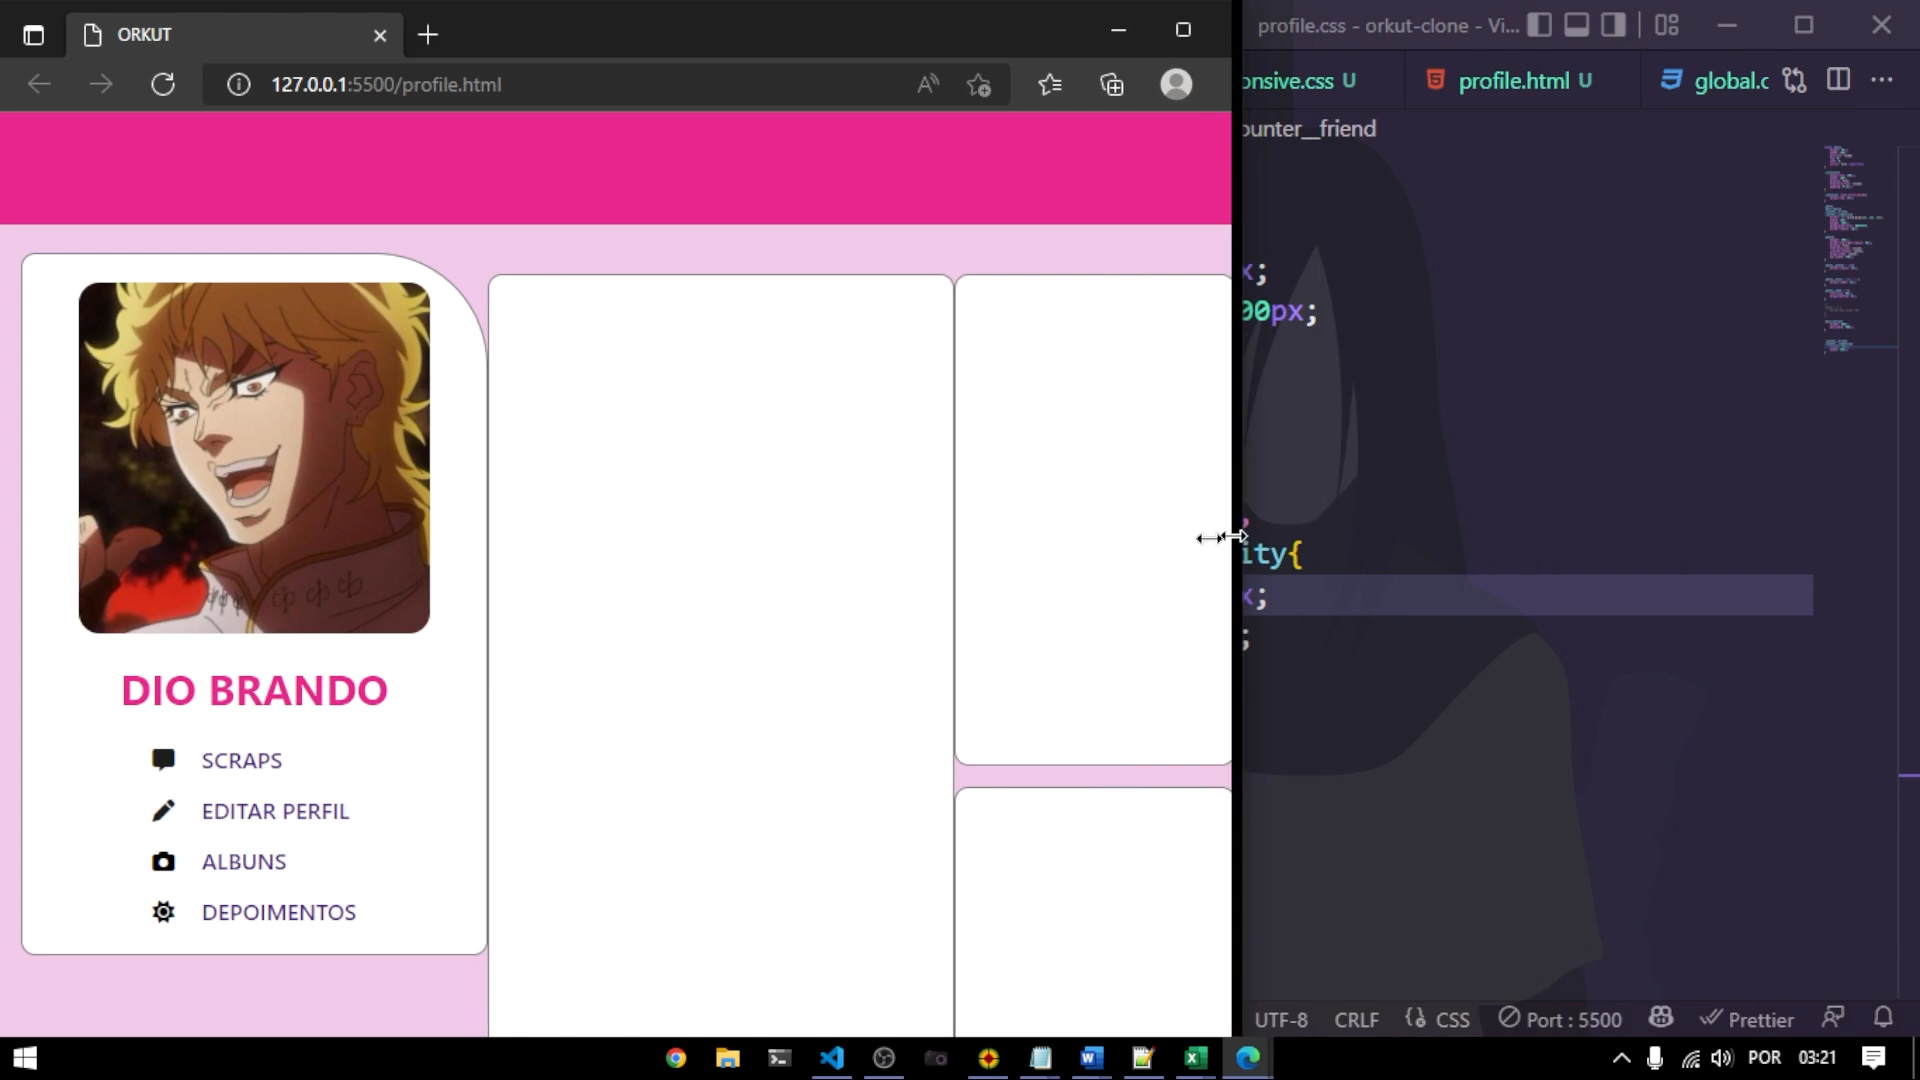 ORKUT
127.0.0.1:5500/profile.html
DIO BRANDO
SCRAPS
EDITAR PERFIL
ALBUNS
DEPOIMENTOS
profile.css - orkut-clone - Vi...
onsive.css U
profile.html U
global.c
ounter__friend
x;
00px;
,
ity{
x;
;
UTF-8 CRLF CSS Port : 5500 Prettier
POR 03:21